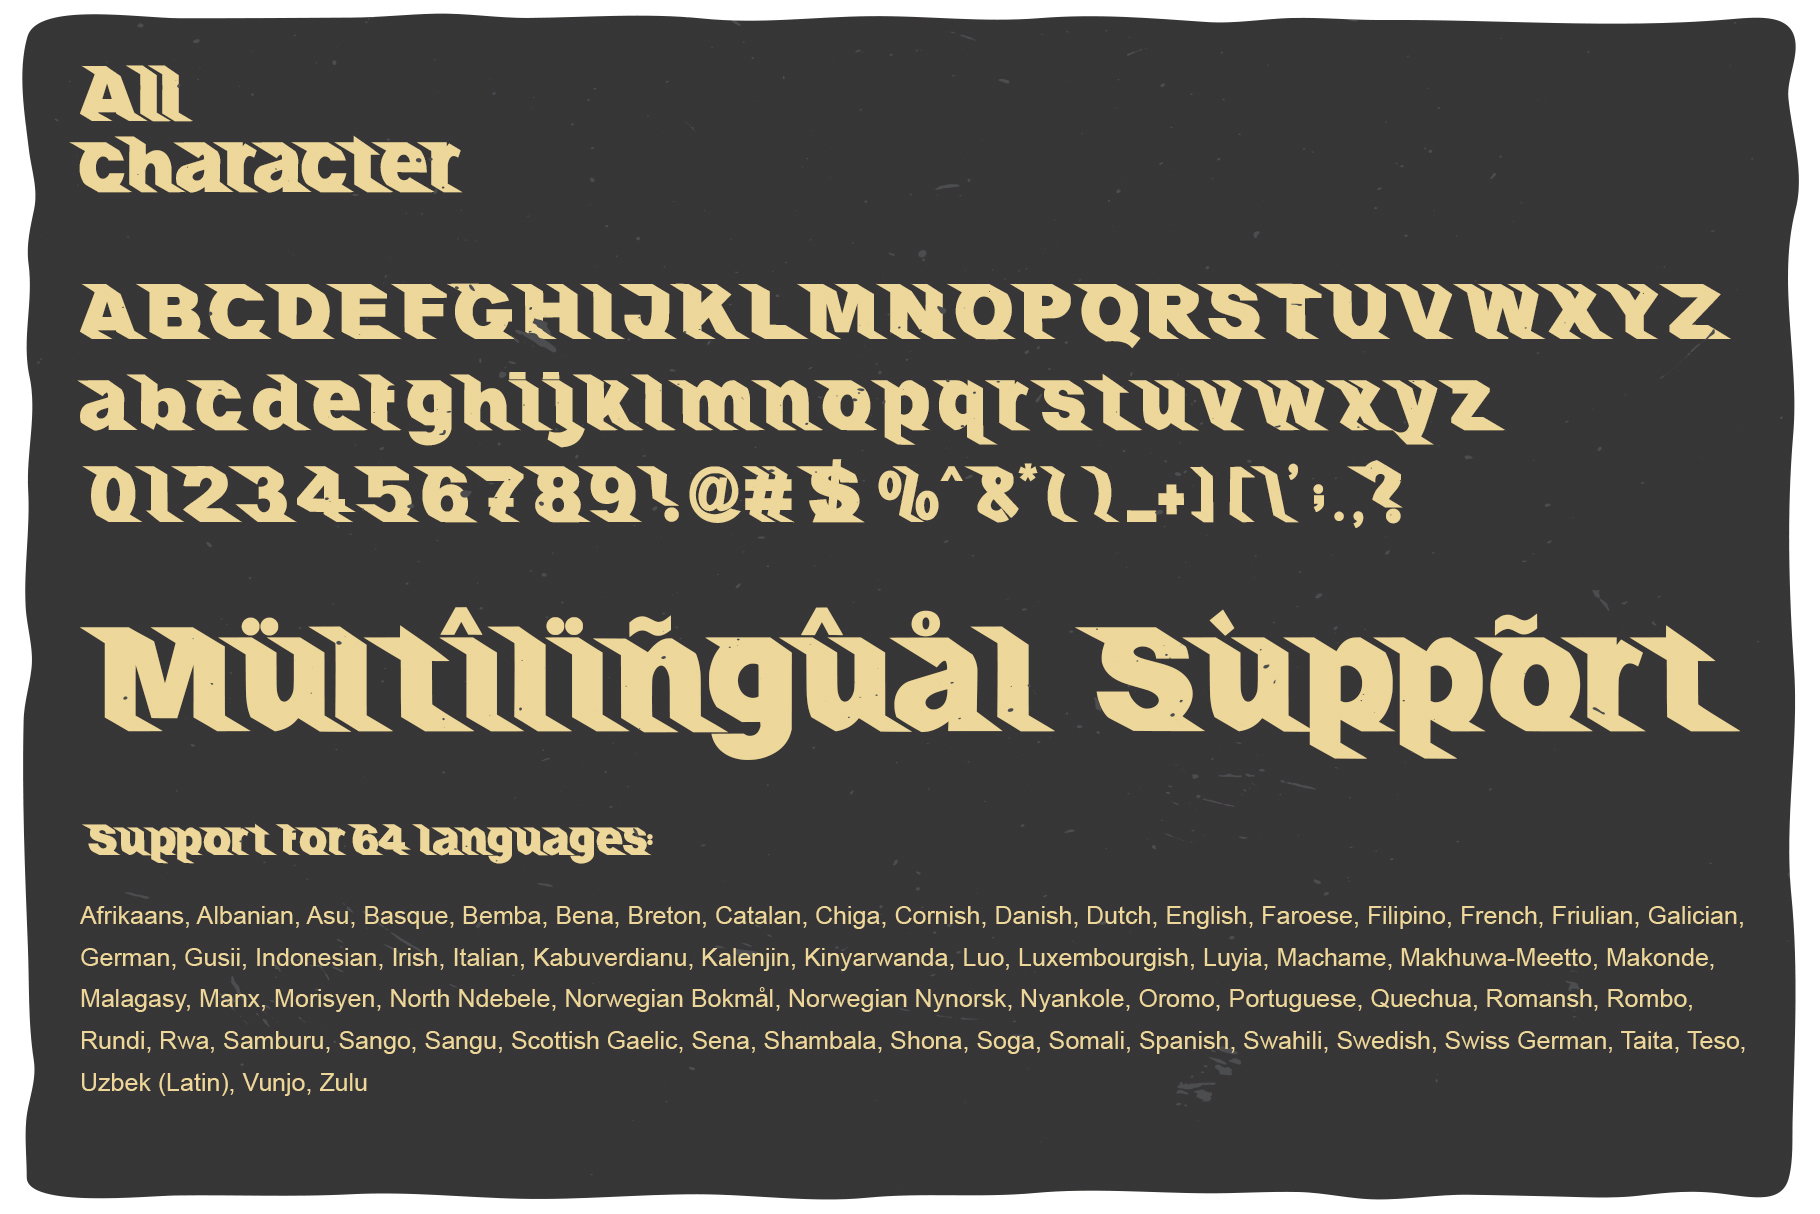 All
character
ABCDEFGHIJKLMNOPQRSTUVWXYZ
abcdefghijklmnopqrstuvwxyz
0123456789!@#$%^&*()_+][\';.,?
Mültîlïñgûål Sùppõrt
Support for 64 languages:
Afrikaans, Albanian, Asu, Basque, Bemba, Bena, Breton, Catalan, Chiga, Cornish, Danish, Dutch, English, Faroese, Filipino, French, Friulian, Galician,
German, Gusii, Indonesian, Irish, Italian, Kabuverdianu, Kalenjin, Kinyarwanda, Luo, Luxembourgish, Luyia, Machame, Makhuwa-Meetto, Makonde,
Malagasy, Manx, Morisyen, North Ndebele, Norwegian Bokmål, Norwegian Nynorsk, Nyankole, Oromo, Portuguese, Quechua, Romansh, Rombo,
Rundi, Rwa, Samburu, Sango, Sangu, Scottish Gaelic, Sena, Shambala, Shona, Soga, Somali, Spanish, Swahili, Swedish, Swiss German, Taita, Teso,
Uzbek (Latin), Vunjo, Zulu